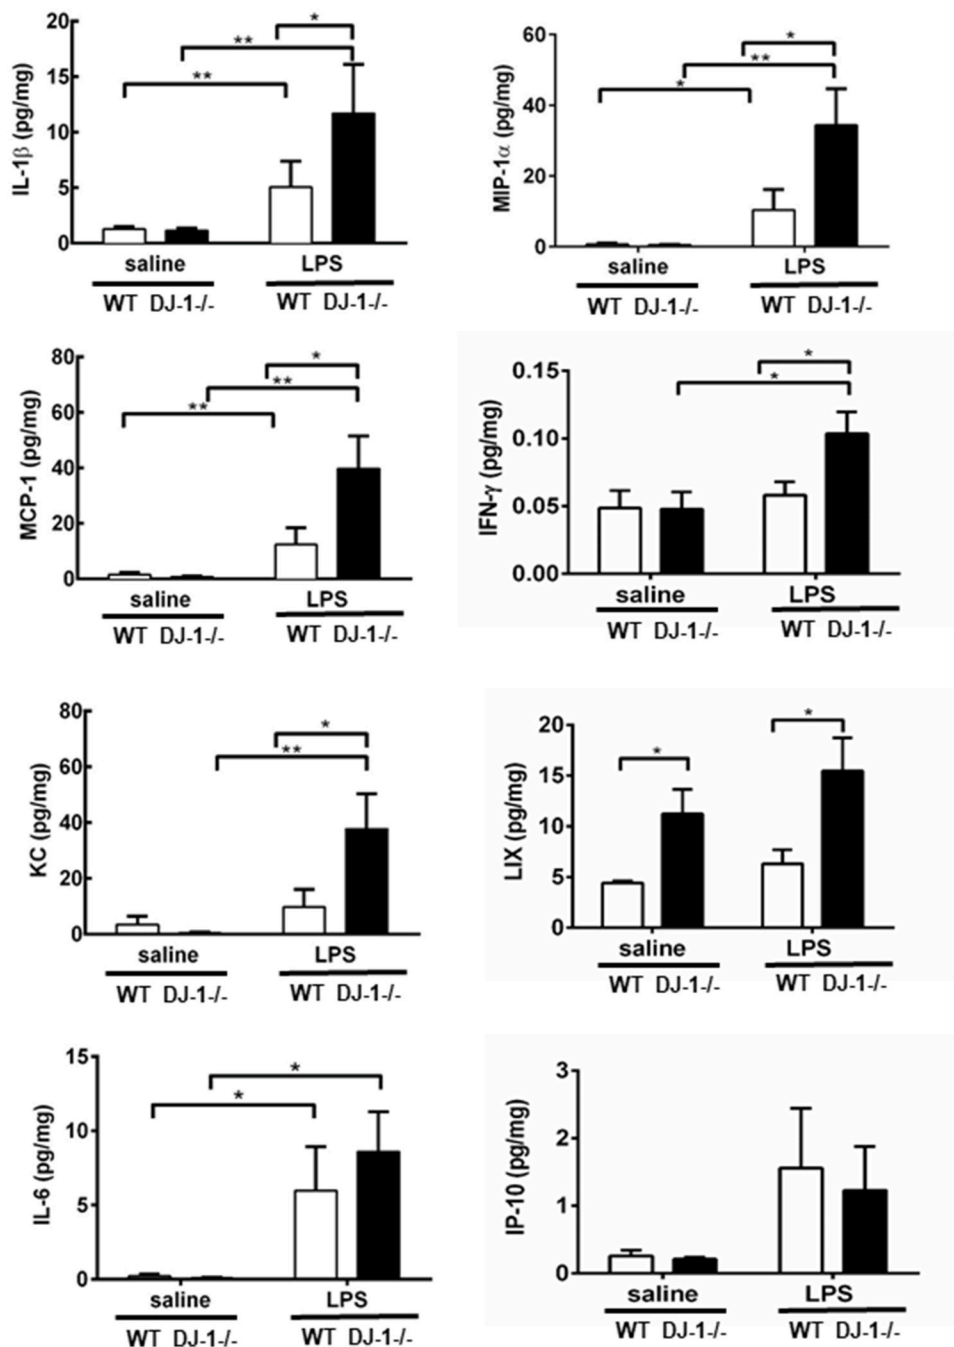 IL-1β (pg/mg)
20
15
10
5
0
*
**
**
saline
LPS
WT DJ-1-/-
WT DJ-1-/-
MIP-1α (pg/mg)
60
40
20
0
*
**
*
saline
LPS
WT DJ-1-/-
WT DJ-1-/-
MCP-1 (pg/mg)
80
60
40
20
0
*
**
**
saline
LPS
WT DJ-1-/-
WT DJ-1-/-
IFN-γ (pg/mg)
0.15
0.10
0.05
0.00
*
*
saline
LPS
WT DJ-1-/-
WT DJ-1-/-
KC (pg/mg)
80
60
40
20
0
*
**
saline
LPS
WT DJ-1-/-
WT DJ-1-/-
LIX (pg/mg)
20
15
10
5
0
*
*
saline
LPS
WT DJ-1-/-
WT DJ-1-/-
IL-6 (pg/mg)
15
10
5
0
*
*
saline
LPS
WT DJ-1-/-
WT DJ-1-/-
IP-10 (pg/mg)
3
2
1
0
saline
LPS
WT DJ-1-/-
WT DJ-1-/-